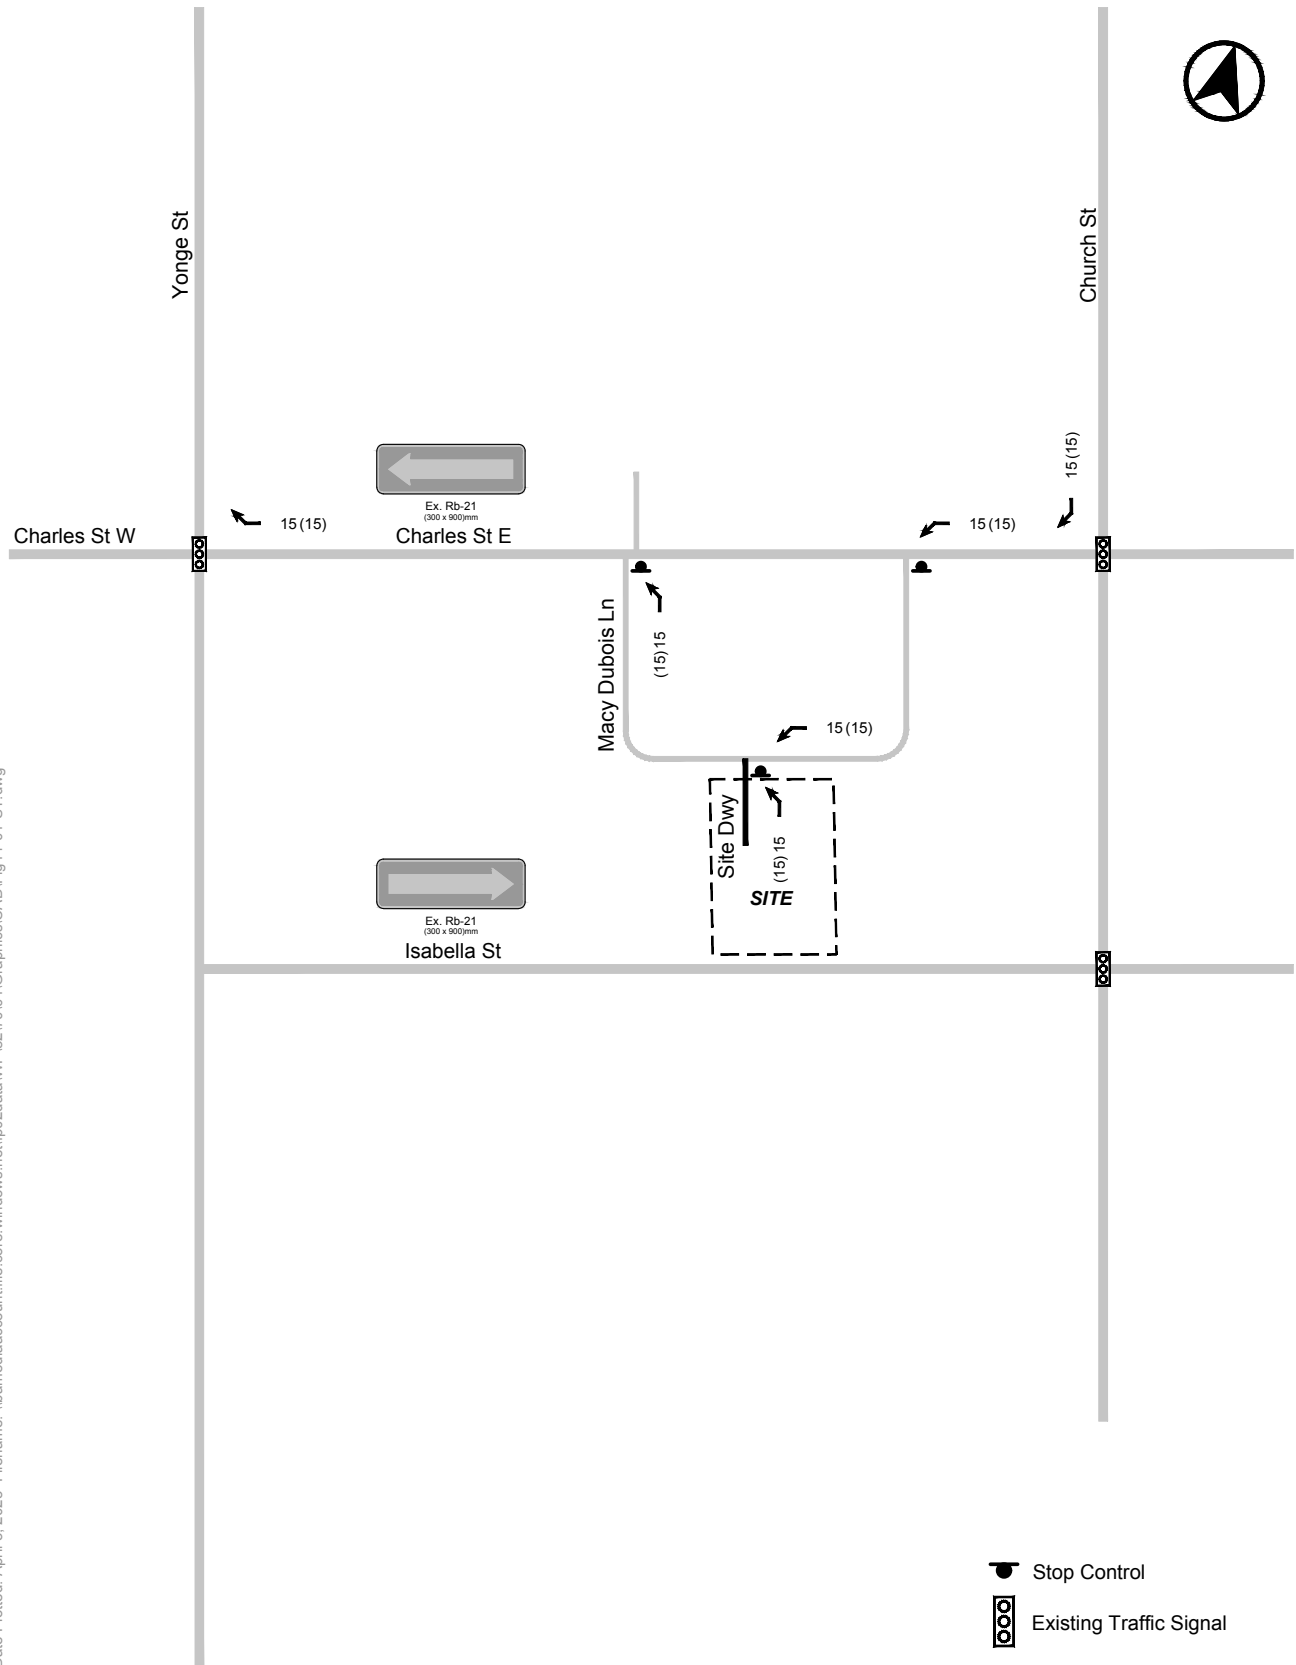 Yonge St
Church St
15 (15)
Ex. Rb-21
(300 x 900)mm
15 (15)
15 (15)
Charles St W
Charles St E
Macy Dubois Ln
(15) 15
15 (15)
Site Dwy
(15) 15
SITE
Ex. Rb-21
(300 x 900)mm
Isabella St
Stop Control
Existing Traffic Signal